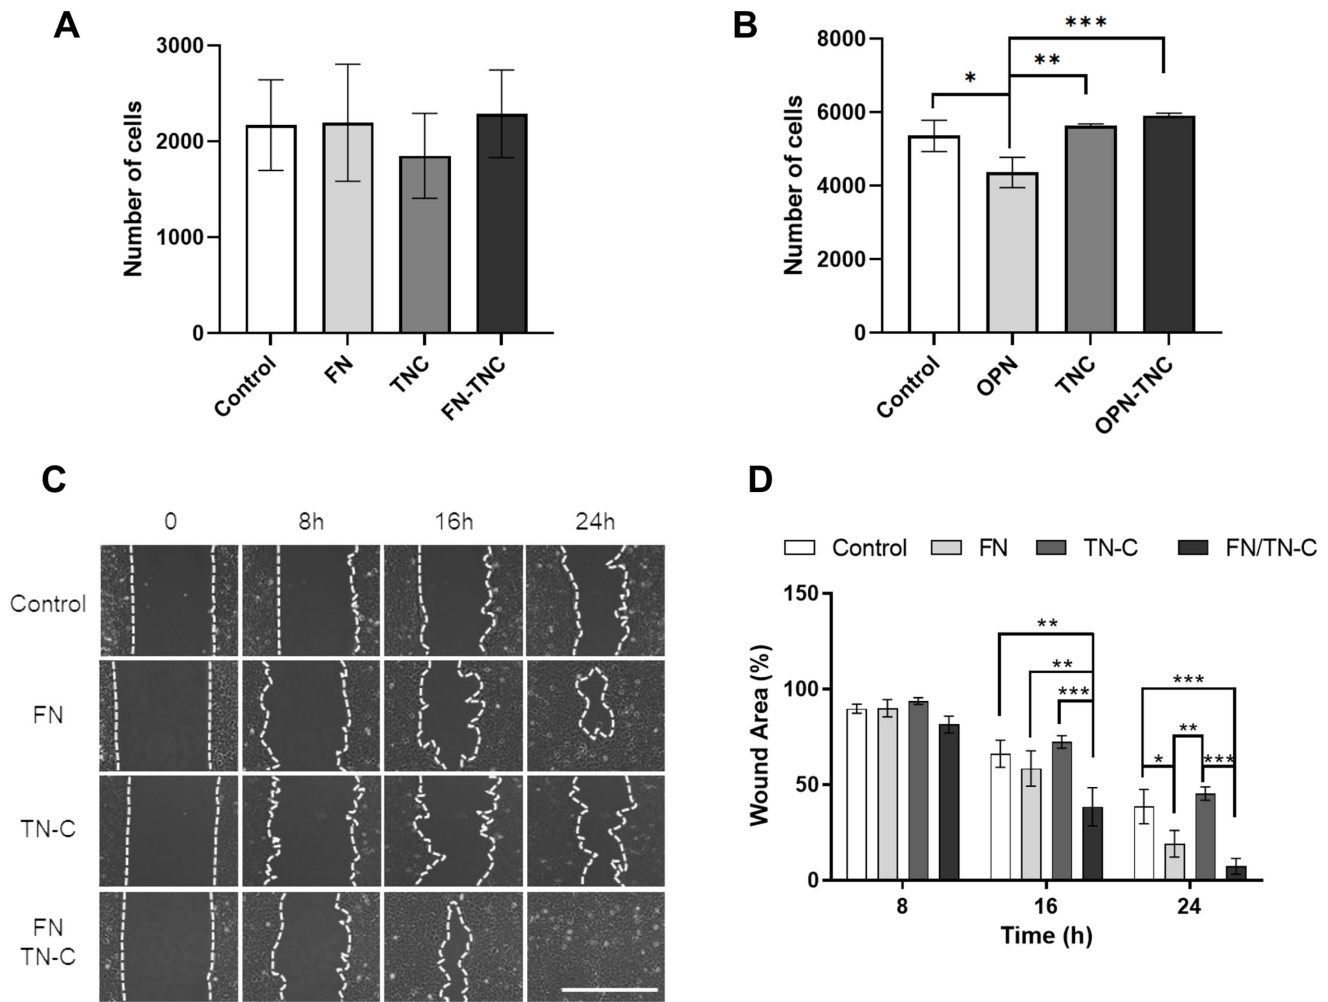 A
3000
2000
1000
0
Number of cells
Control
FN
TNC
FN-TNC
B
8000
6000
4000
2000
0
Number of cells
*
**
***
Control
OPN
TNC
OPN-TNC
C
0 8h 16h 24h
Control
FN
TN-C
FN
TN-C
D
Control FN TN-C FN/TN-C
150
100
50
0
Wound Area (%)
**
**
***
***
**
* ***
8 16 24
Time (h)